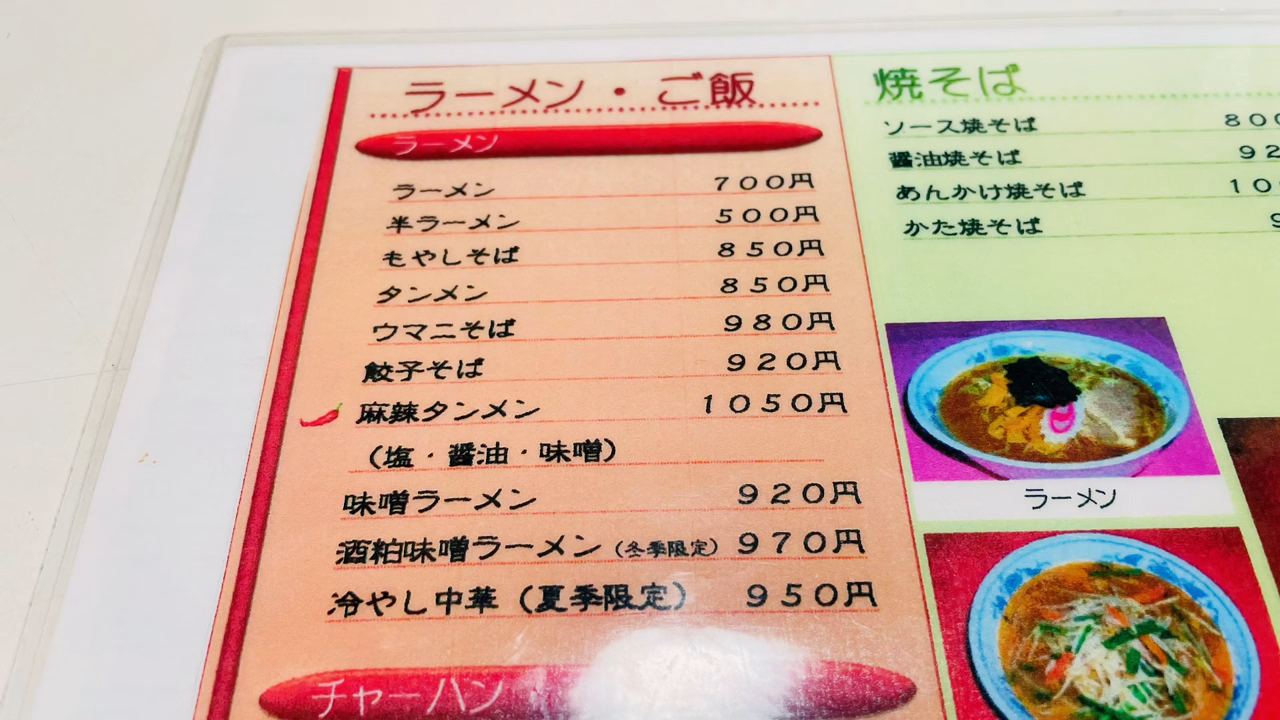 ラーメン・ご飯
ラーメン
ラーメン 700円
半ラーメン 500円
もやしそば 850円
タンメン 850円
ウマニそば 980円
餃子そば 920円
麻辣タンメン 1050円
（塩・醤油・味噌）
味噌ラーメン 920円
酒粕味噌ラーメン（冬季限定） 970円
冷やし中華（夏季限定） 950円
チャーハン
焼そば
ソース焼そば
醤油焼そば
あんかけ焼そば
かた焼そば
ラーメン